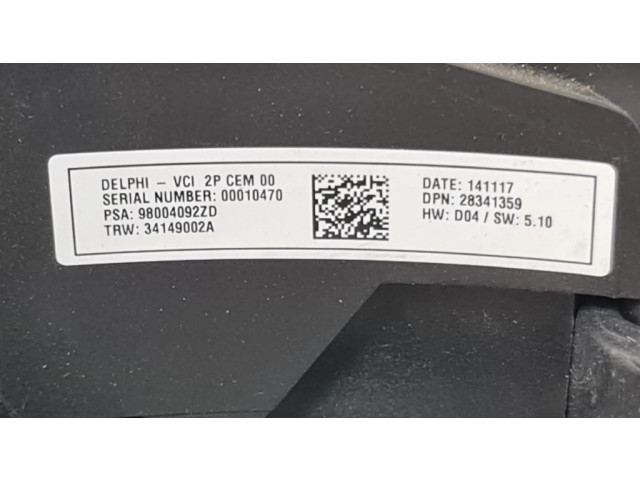 DELPHI - VCI 2P CEM 00
SERIAL NUMBER: 00010470
PSA: 98004092ZD
TRW: 34149002A
DATE: 141117
DPN: 28341359
HW: D04 / SW: 5.10